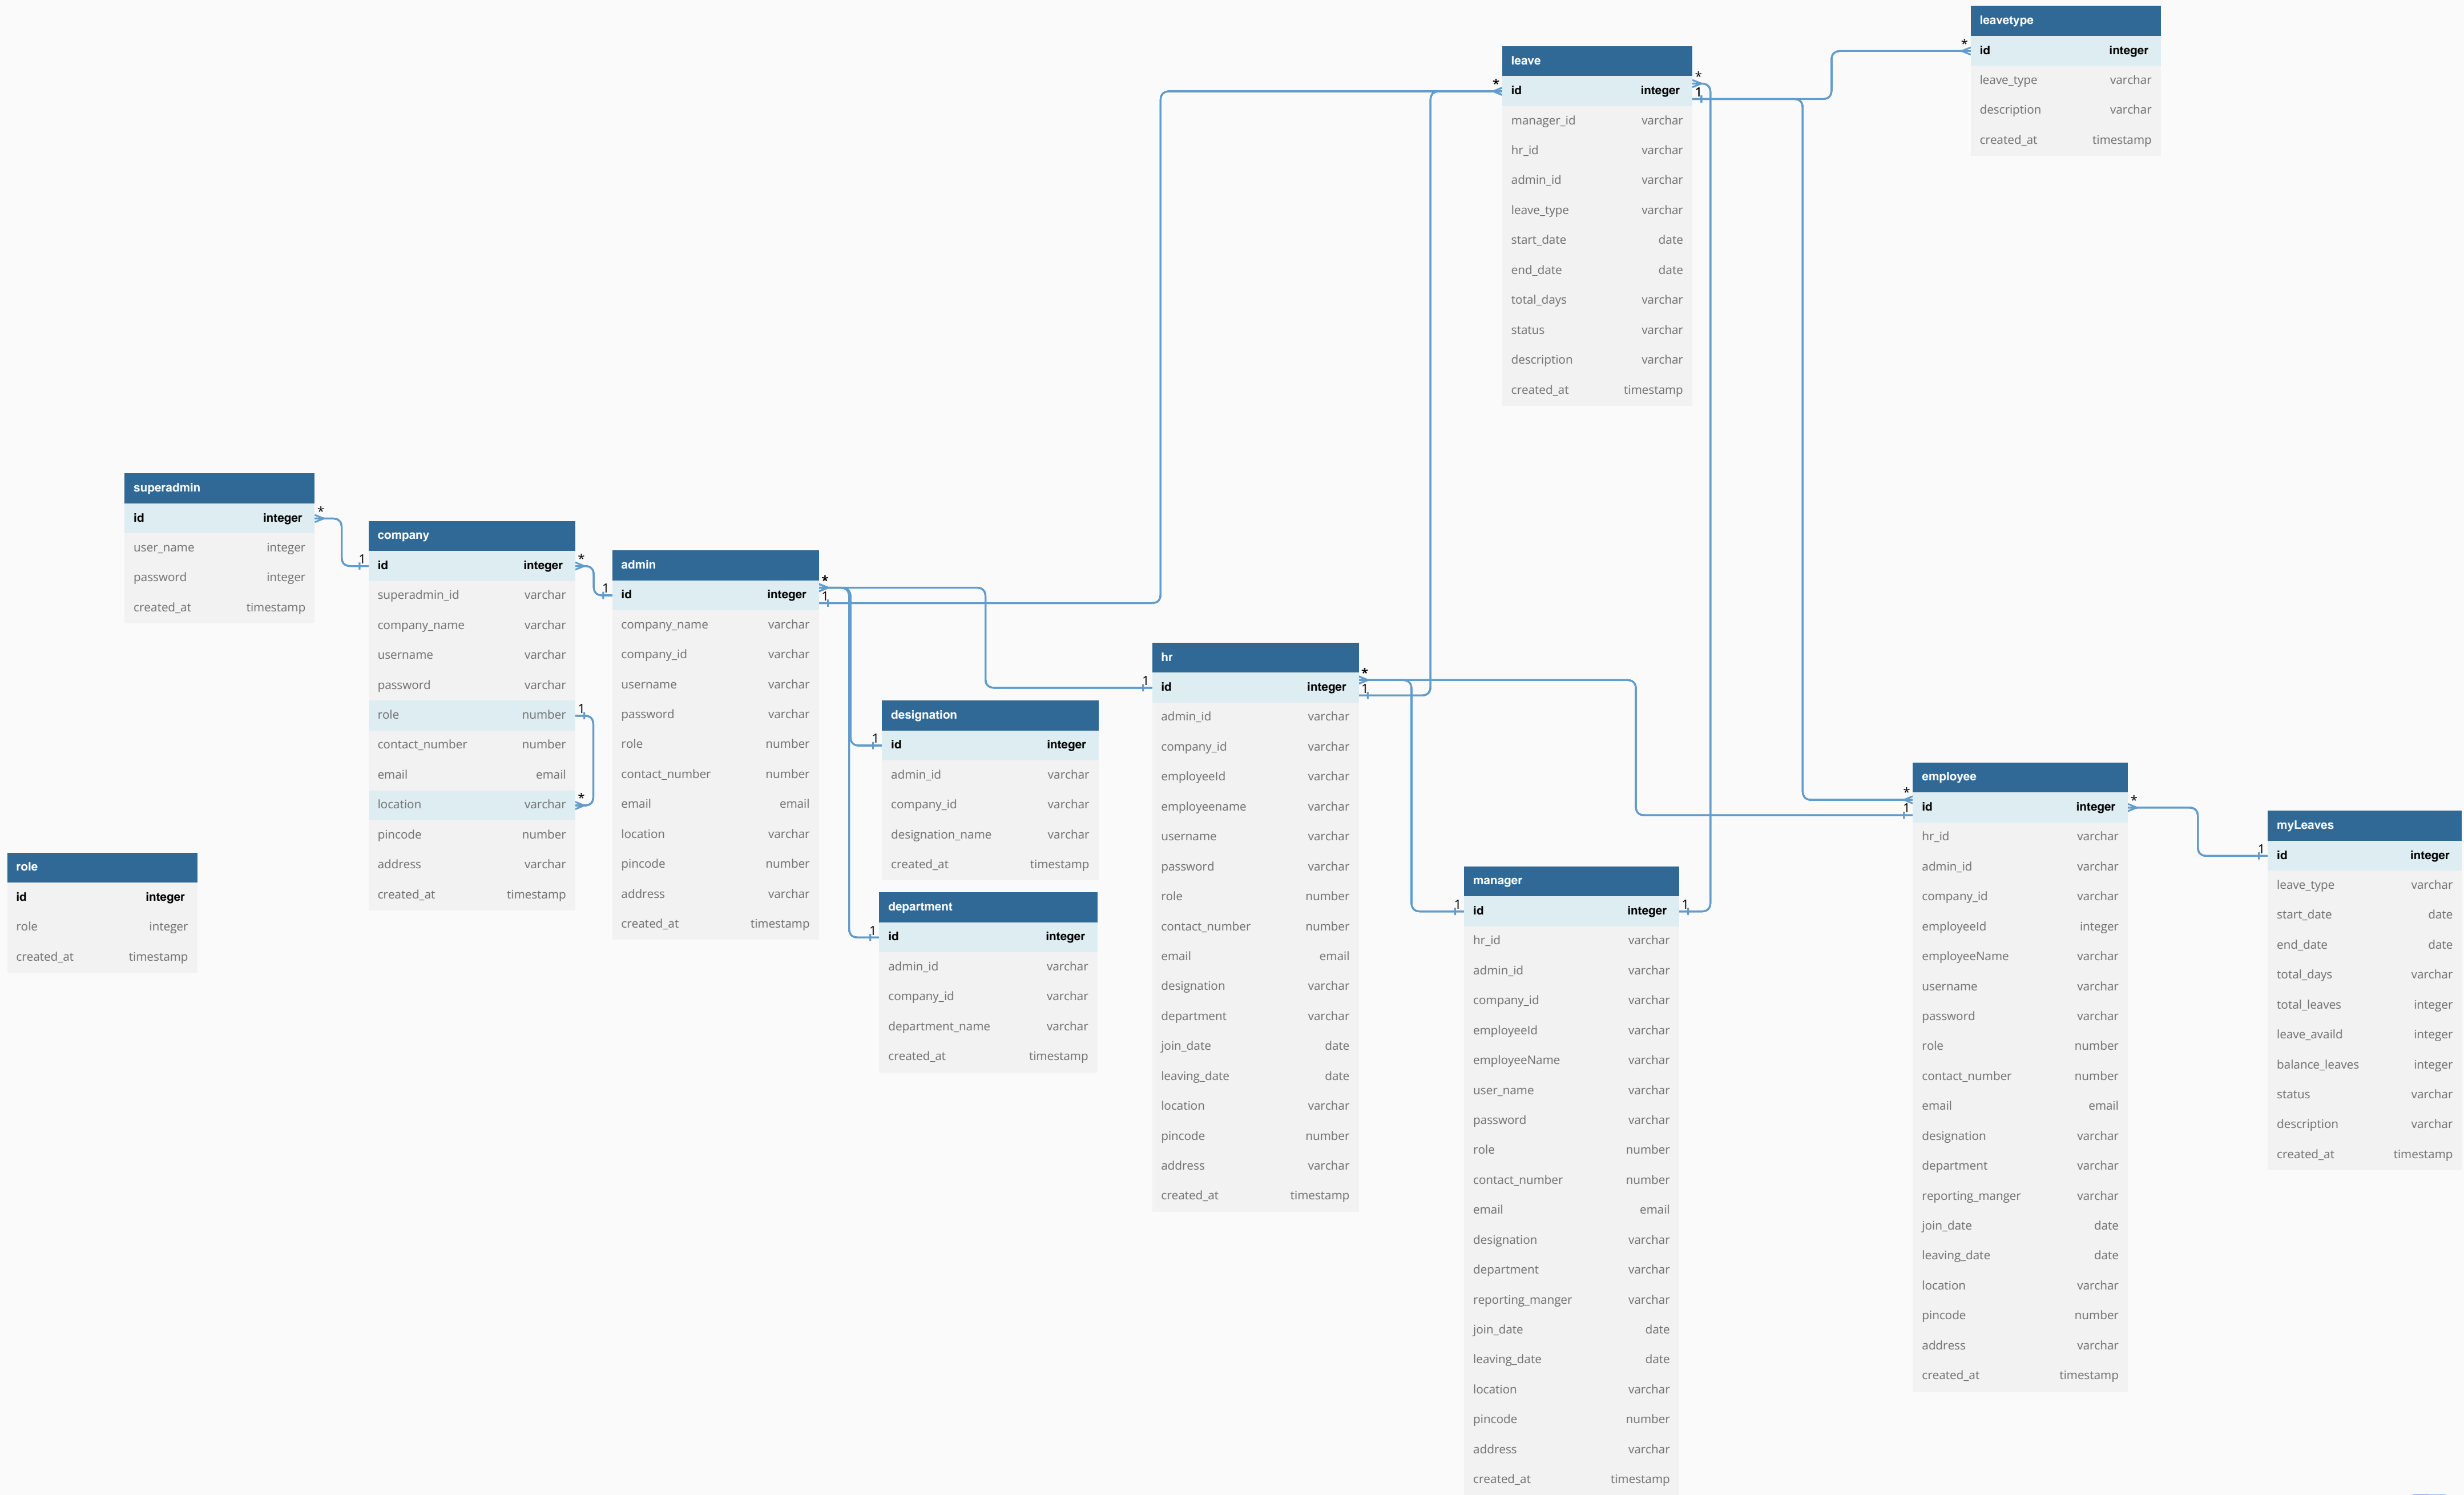 leavetype
id integer
leave_type varchar
description varchar
created_at timestamp
leave
id integer
manager_id varchar
hr_id varchar
admin_id varchar
leave_type varchar
start_date date
end_date date
total_days varchar
status varchar
description varchar
created_at timestamp
superadmin
id integer
user_name integer
password integer
created_at timestamp
company
id integer
superadmin_id varchar
company_name varchar
username varchar
password varchar
role number
contact_number number
email email
location varchar
pincode number
address varchar
created_at timestamp
admin
id integer
company_name varchar
company_id varchar
username varchar
password varchar
role number
contact_number number
email email
location varchar
pincode number
address varchar
created_at timestamp
role
id integer
role integer
created_at timestamp
designation
id integer
admin_id varchar
company_id varchar
designation_name varchar
created_at timestamp
department
id integer
admin_id varchar
company_id varchar
department_name varchar
created_at timestamp
hr
id integer
admin_id varchar
company_id varchar
employeeId varchar
employeename varchar
username varchar
password varchar
role number
contact_number number
email email
designation varchar
department varchar
join_date date
leaving_date date
location varchar
pincode number
address varchar
created_at timestamp
manager
id integer
hr_id varchar
admin_id varchar
company_id varchar
employeeId varchar
employeeName varchar
user_name varchar
password varchar
role number
contact_number number
email email
designation varchar
department varchar
reporting_manger varchar
join_date date
leaving_date date
location varchar
pincode number
address varchar
created_at timestamp
employee
id integer
hr_id varchar
admin_id varchar
company_id varchar
employeeId integer
employeeName varchar
username varchar
password varchar
role number
contact_number number
email email
designation varchar
department varchar
reporting_manger varchar
join_date date
leaving_date date
location varchar
pincode number
address varchar
created_at timestamp
myLeaves
id integer
leave_type varchar
start_date date
end_date date
total_days varchar
total_leaves integer
leave_availd integer
balance_leaves integer
status varchar
description varchar
created_at timestamp